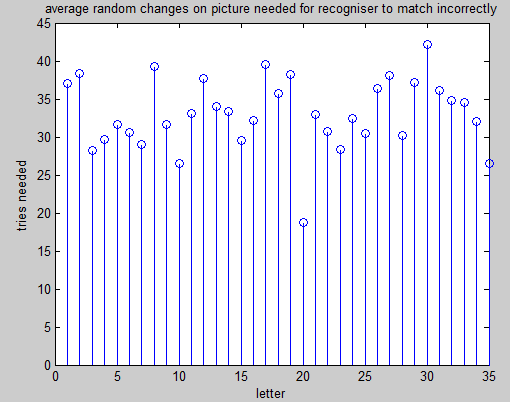 average random changes on picture needed for recogniser to match incorrectly
45
40
35
30
25
20
15
10
5
0
tries needed
0 5 10 15 20 25 30 35
letter